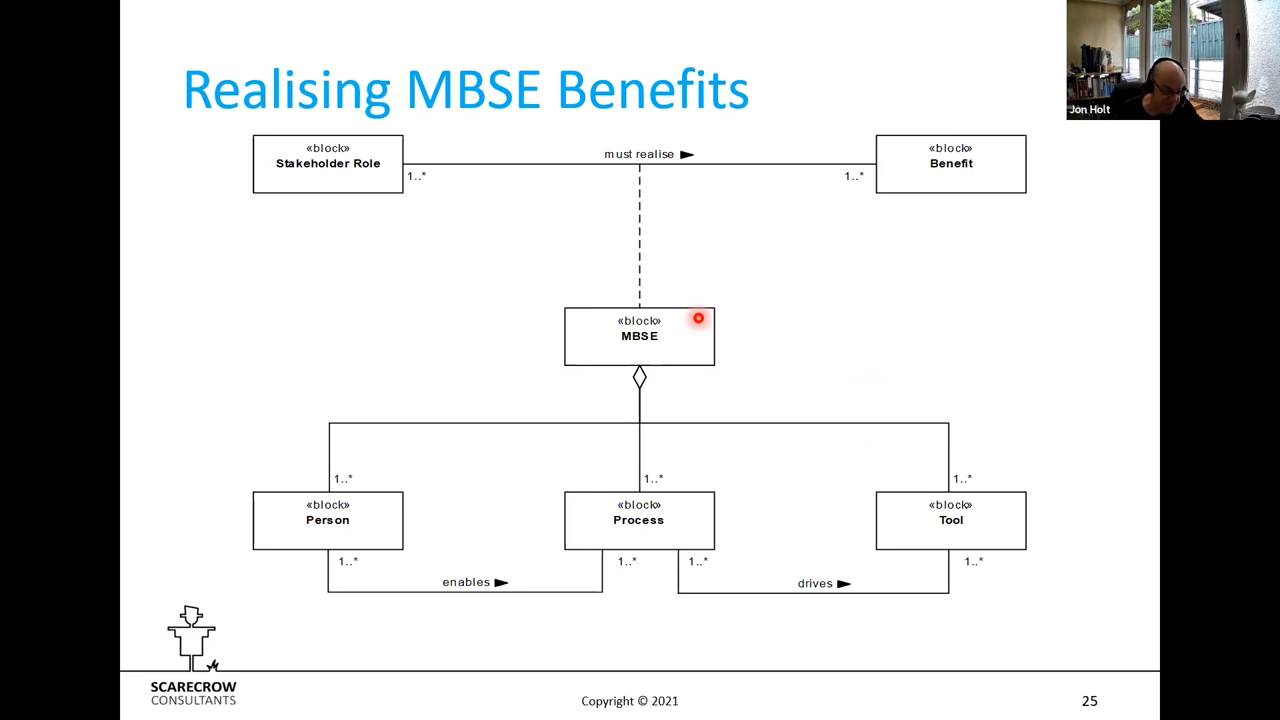 Realising MBSE Benefits
Jon Holt
«block»
Stakeholder Role
must realise
«block»
Benefit
1..*
1..*
«block»
MBSE
1..*
1..*
1..*
«block»
Person
«block»
Process
«block»
Tool
1..*
1..*
1..*
1..*
enables
drives
SCARECROW
CONSULTANTS
Copyright © 2021
25